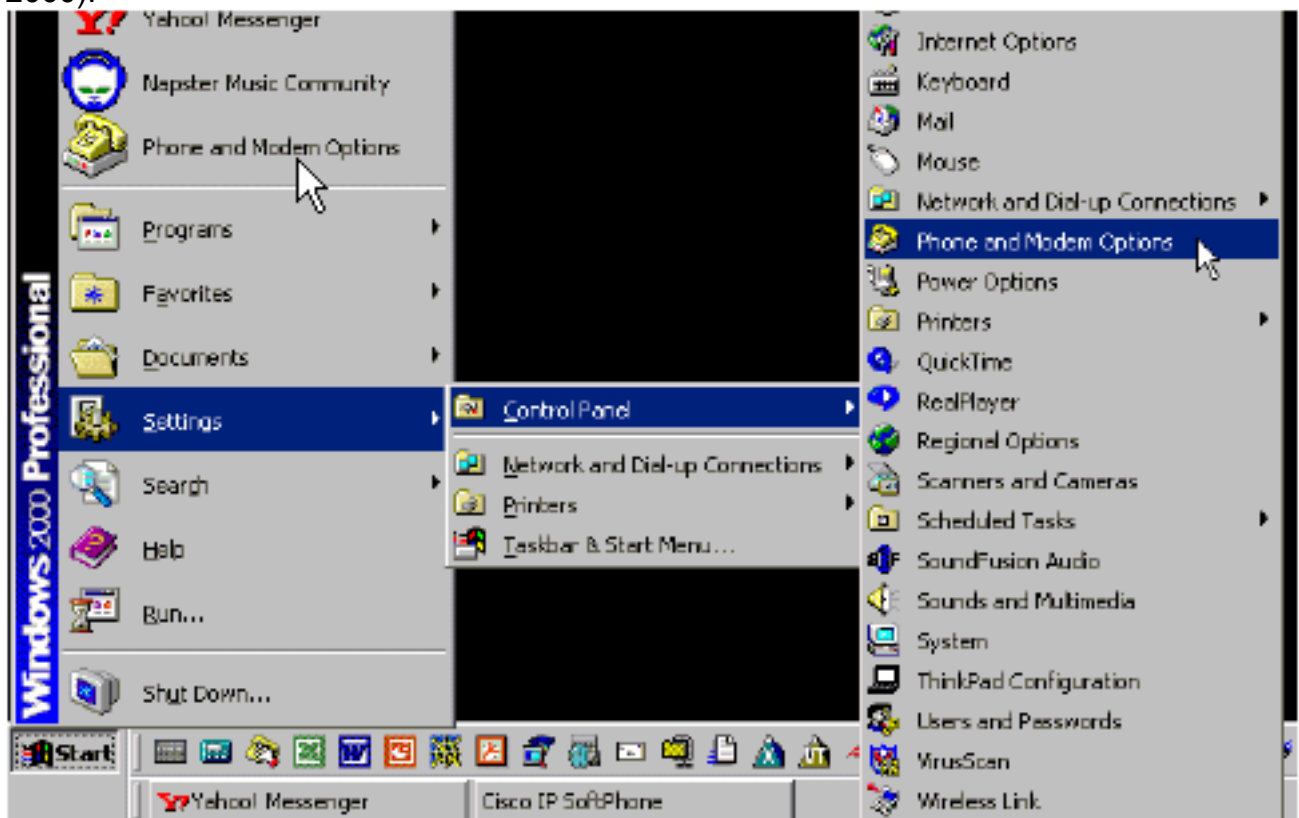 2000).
Yahoo! Messenger
Napster Music Community
Phone and Modem Options
Programs
Favorites
Documents
Settings
Search
Help
Run...
Shut Down...
Windows 2000 Professional
Control Panel
Network and Dial-up Connections
Printers
Taskbar & Start Menu...
Internet Options
Keyboard
Mail
Mouse
Network and Dial-up Connections
Phone and Modem Options
Power Options
Printers
QuickTime
RealPlayer
Regional Options
Scanners and Cameras
Scheduled Tasks
SoundFusion Audio
Sounds and Multimedia
System
ThinkPad Configuration
Users and Passwords
VirusScan
Wireless Link
Start
Yahoo! Messenger
Cisco IP SoftPhone